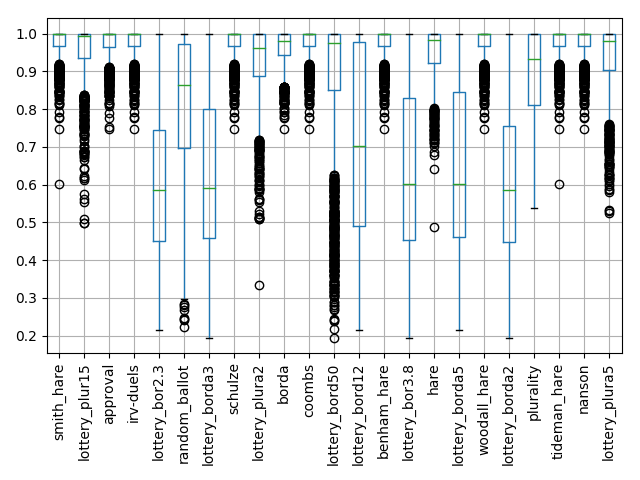 1.0
0.9
0.8
0.7
0.6
0.5
0.4
0.3
0.2
smith_hare
lottery_plur15
approval
irv-duels
lottery_bor2.3
random_ballot
lottery_borda3
schulze
lottery_plura2
borda
coombs
lottery_bord50
lottery_bord12
benham_hare
lottery_bor3.8
hare
lottery_borda5
woodall_hare
lottery_borda2
plurality
tideman_hare
nanson
lottery_plura5